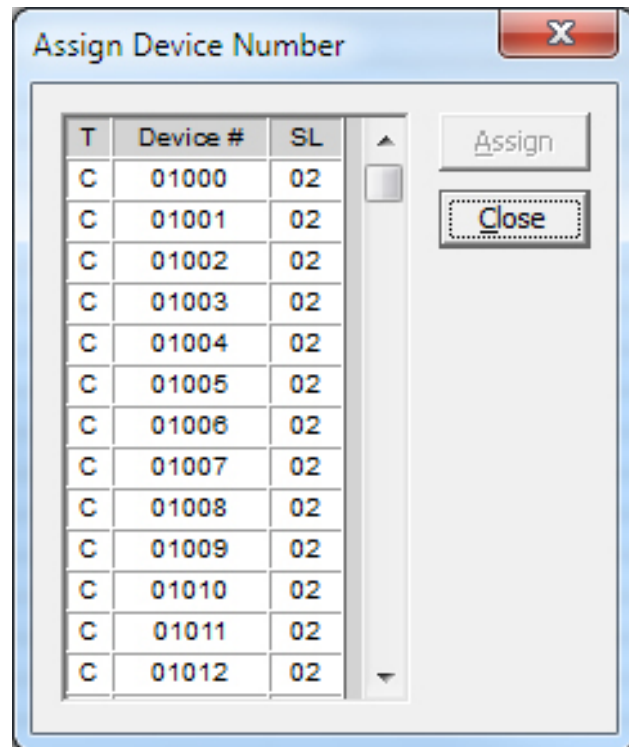 Assign Device Number
T Device # SL
C 01000 02
C 01001 02
C 01002 02
C 01003 02
C 01004 02
C 01005 02
C 01006 02
C 01007 02
C 01008 02
C 01009 02
C 01010 02
C 01011 02
C 01012 02
Assign
Close